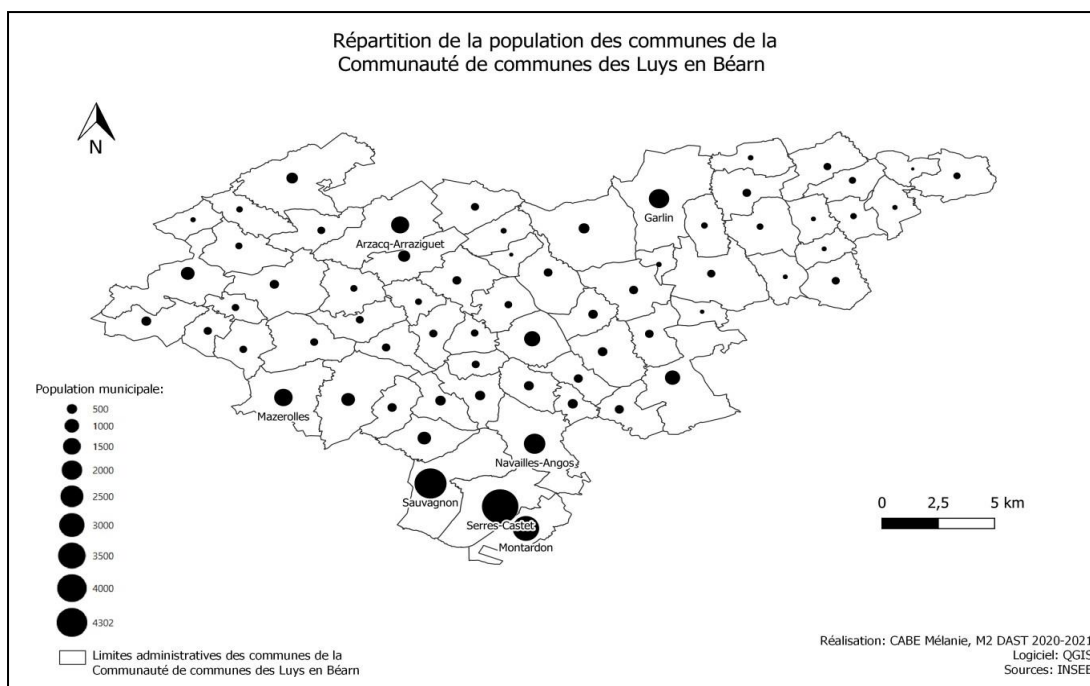 Répartition de la population des communes de la
Communauté de communes des Luys en Béarn
N
Garlin
Arzacq-Arraziguet
Population municipale:
500
1000
1500
2000
2500
3000
3500
4000
4302
Mazerolles
Navailles-Angos
Sauvagnon
Serres-Castet
Montardon
0 2,5 5 km
Limites administratives des communes de la
Communauté de communes des Luys en Béarn
Réalisation: CABE Mélanie, M2 DAST 2020-2021
Logiciel: QGIS
Sources: INSEE